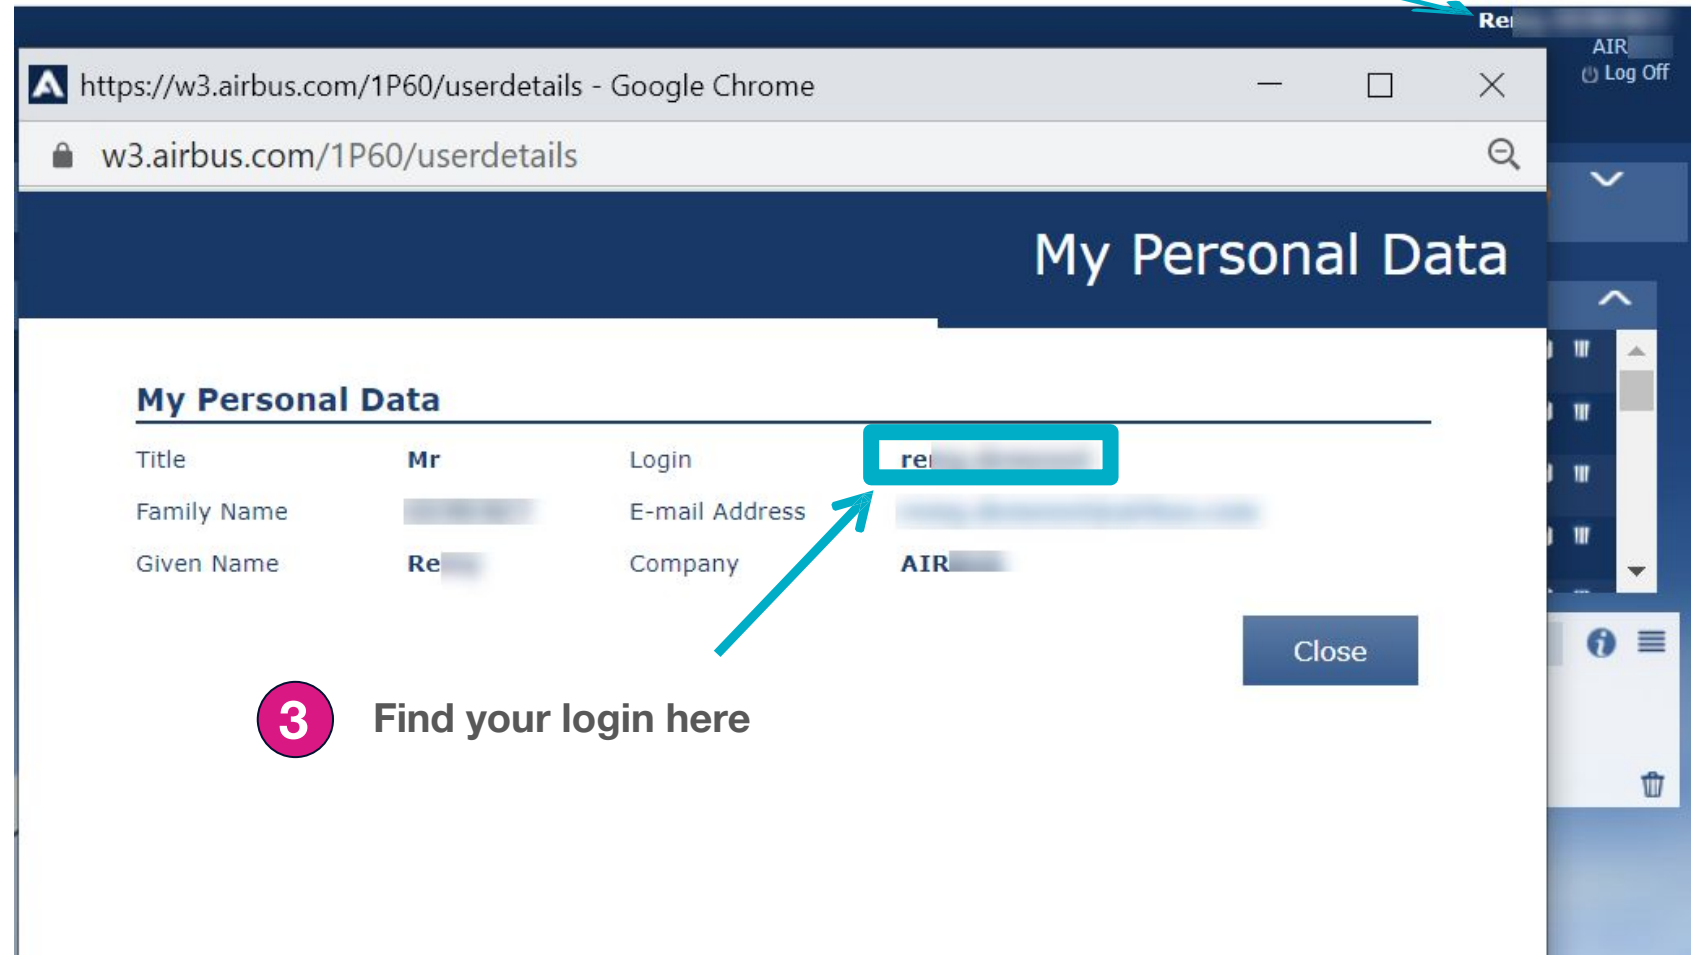 Re
AIR
Log Off
https://w3.airbus.com/1P60/userdetails - Google Chrome
w3.airbus.com/1P60/userdetails
My Personal Data
My Personal Data
Title Mr Login re
Family Name E-mail Address
Given Name Re Company AIR
Close
3 Find your login here